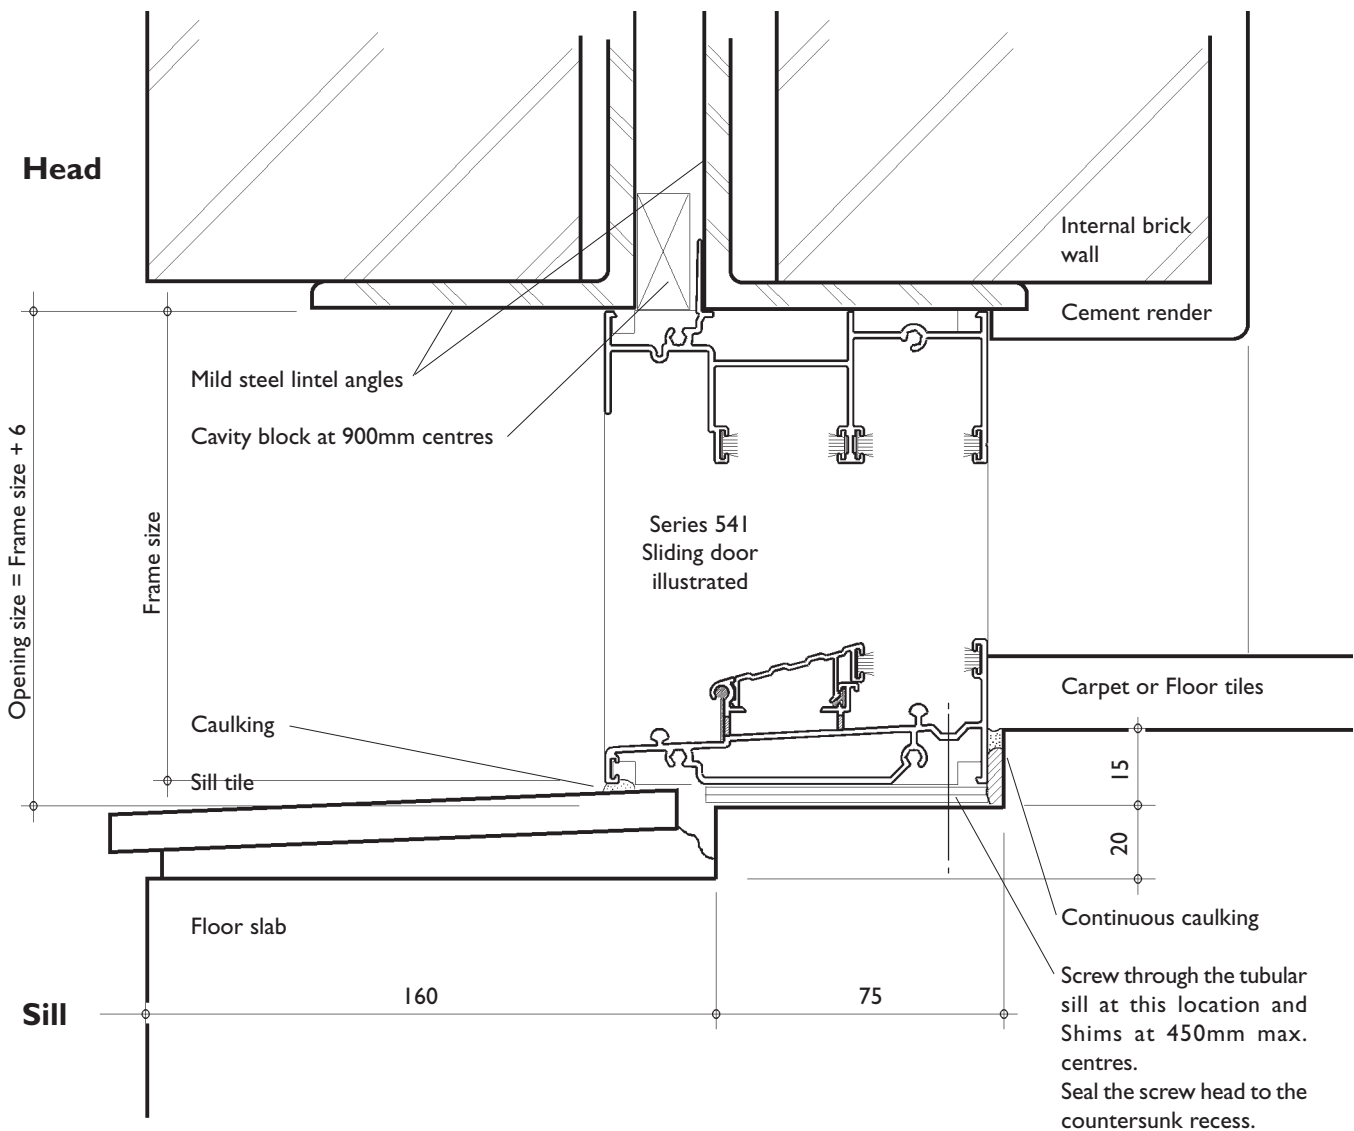 Head
Internal brick
wall
Cement render
Mild steel lintel angles
Cavity block at 900mm centres
Opening size = Frame size + 6
Frame size
Series 541
Sliding door
illustrated
Carpet or Floor tiles
Caulking
Sill tile
15
20
Floor slab
Continuous caulking
Screw through the tubular
sill at this location and
Shims at 450mm max.
centres.
Seal the screw head to the
countersunk recess.
160
75
Sill